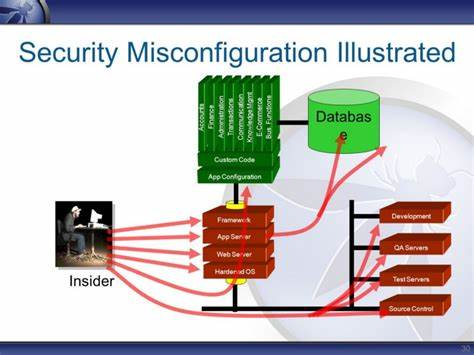 Security Misconfiguration Illustrated
Accounts
Finance
Administration
Transactions
Communication
Knowledge Mgmt
E-Commerce
Bus. Functions
Databas
e
Custom Code
App Configuration
Framework
App Server
Web Server
Hardened OS
Development
QA Servers
Test Servers
Source Control
Insider
30